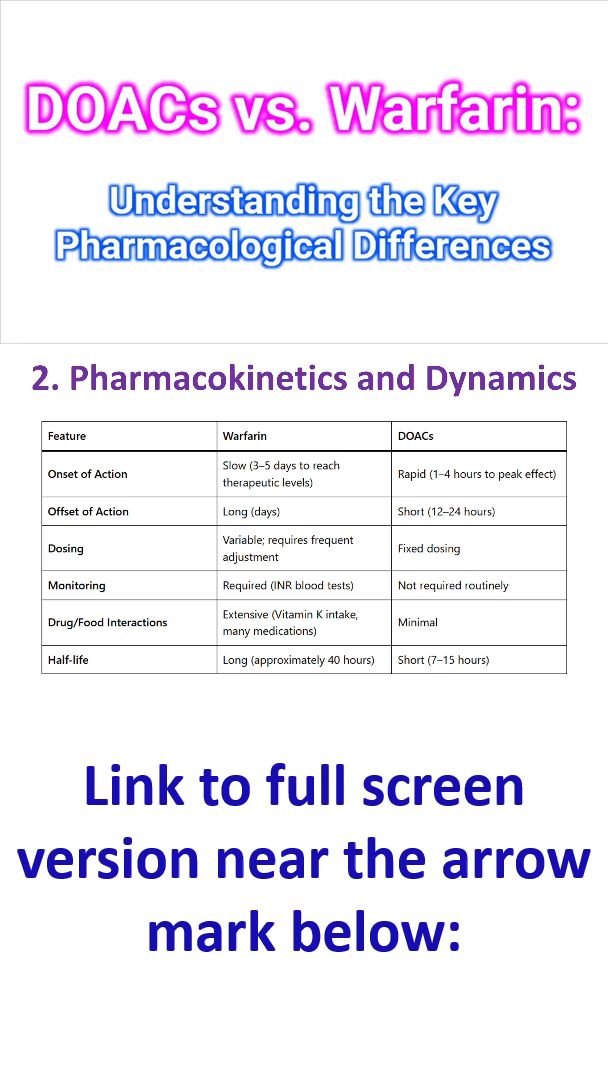 DOACs vs. Warfarin:
Understanding the Key
Pharmacological Differences
2. Pharmacokinetics and Dynamics
Feature Warfarin DOACs
Onset of Action Slow (3–5 days to reach therapeutic levels) Rapid (1–4 hours to peak effect)
Offset of Action Long (days) Short (12–24 hours)
Dosing Variable; requires frequent adjustment Fixed dosing
Monitoring Required (INR blood tests) Not required routinely
Drug/Food Interactions Extensive (Vitamin K intake, many medications) Minimal
Half-life Long (approximately 40 hours) Short (7–15 hours)
Link to full screen
version near the arrow
mark below: